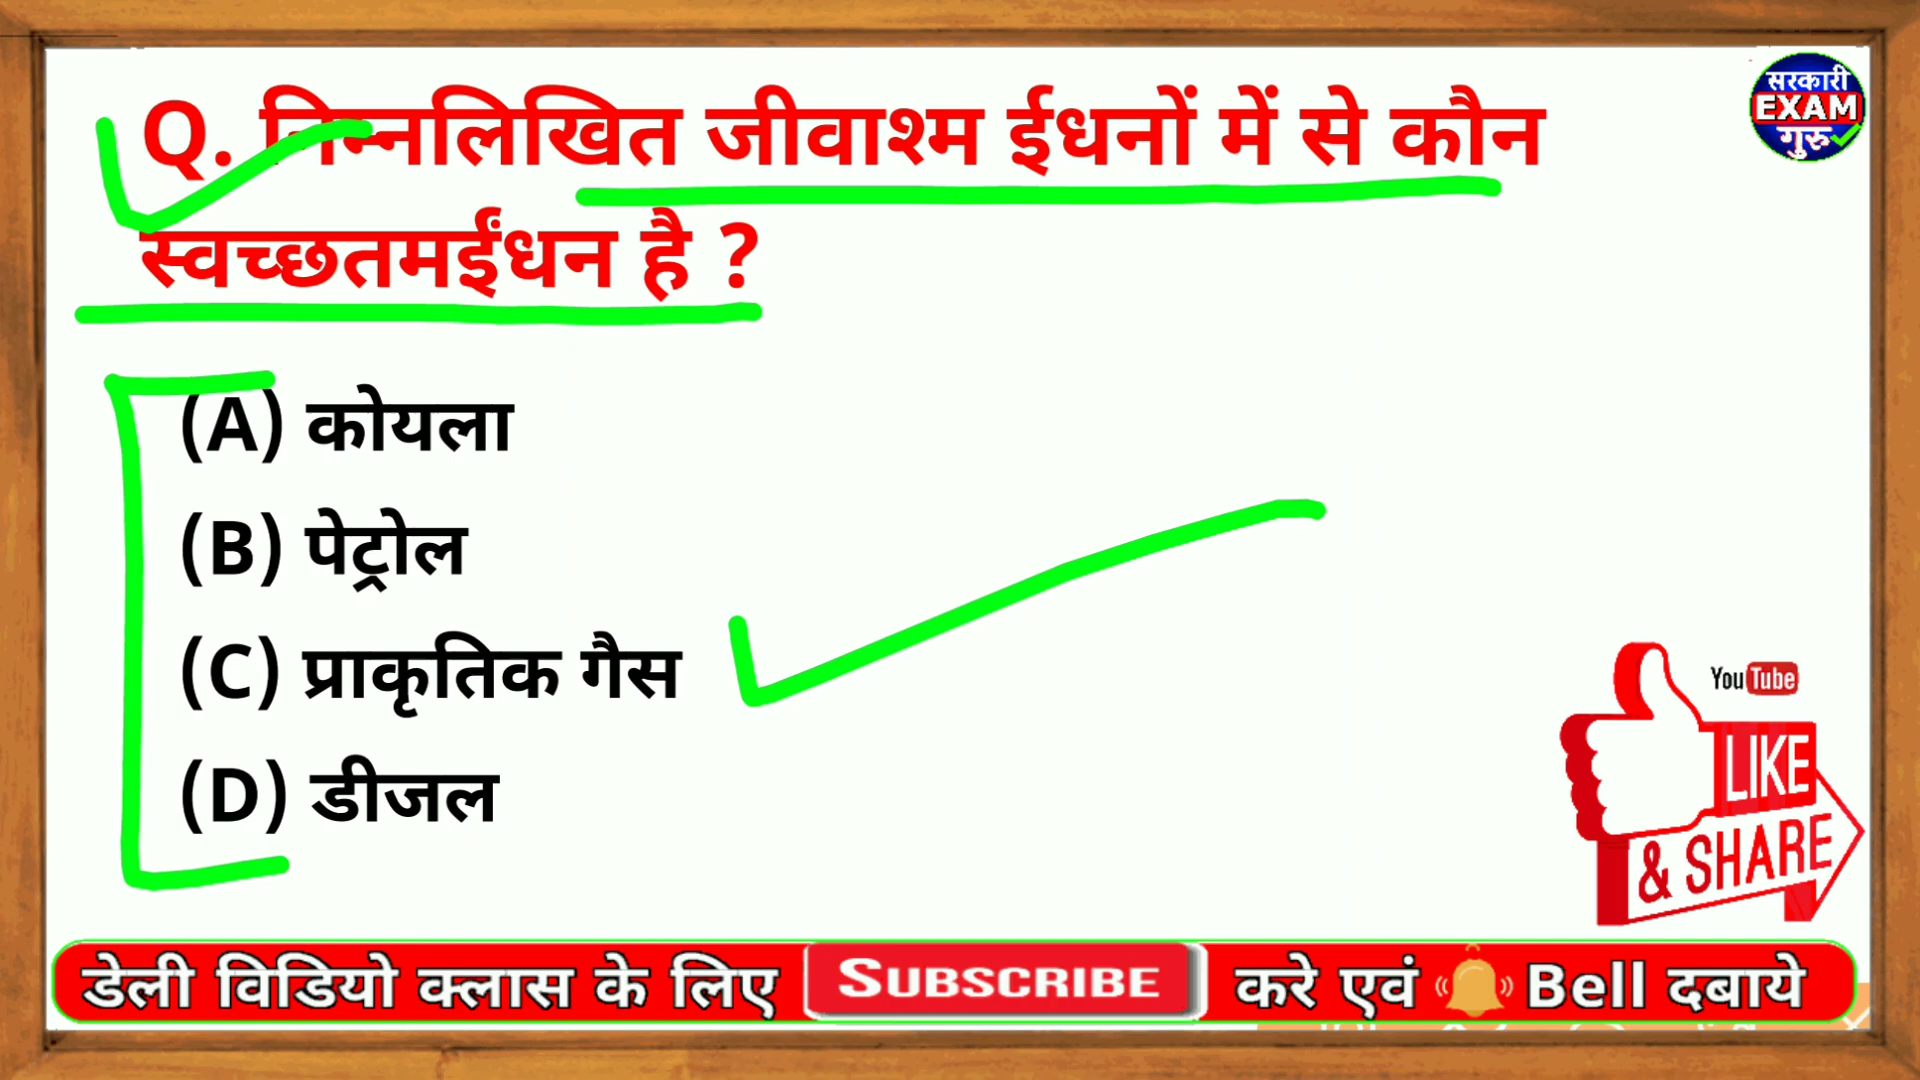 सरकारी
EXAM
गुरु
Q. निम्नलिखित जीवाश्म ईधनों में से कौन
स्वच्छतमईंधन है ?
(A) कोयला
(B) पेट्रोल
(C) प्राकृतिक गैस
(D) डीजल
YouTube
LIKE
& SHARE
डेली विडियो क्लास के लिए SUBSCRIBE करे एवं Bell दबाये